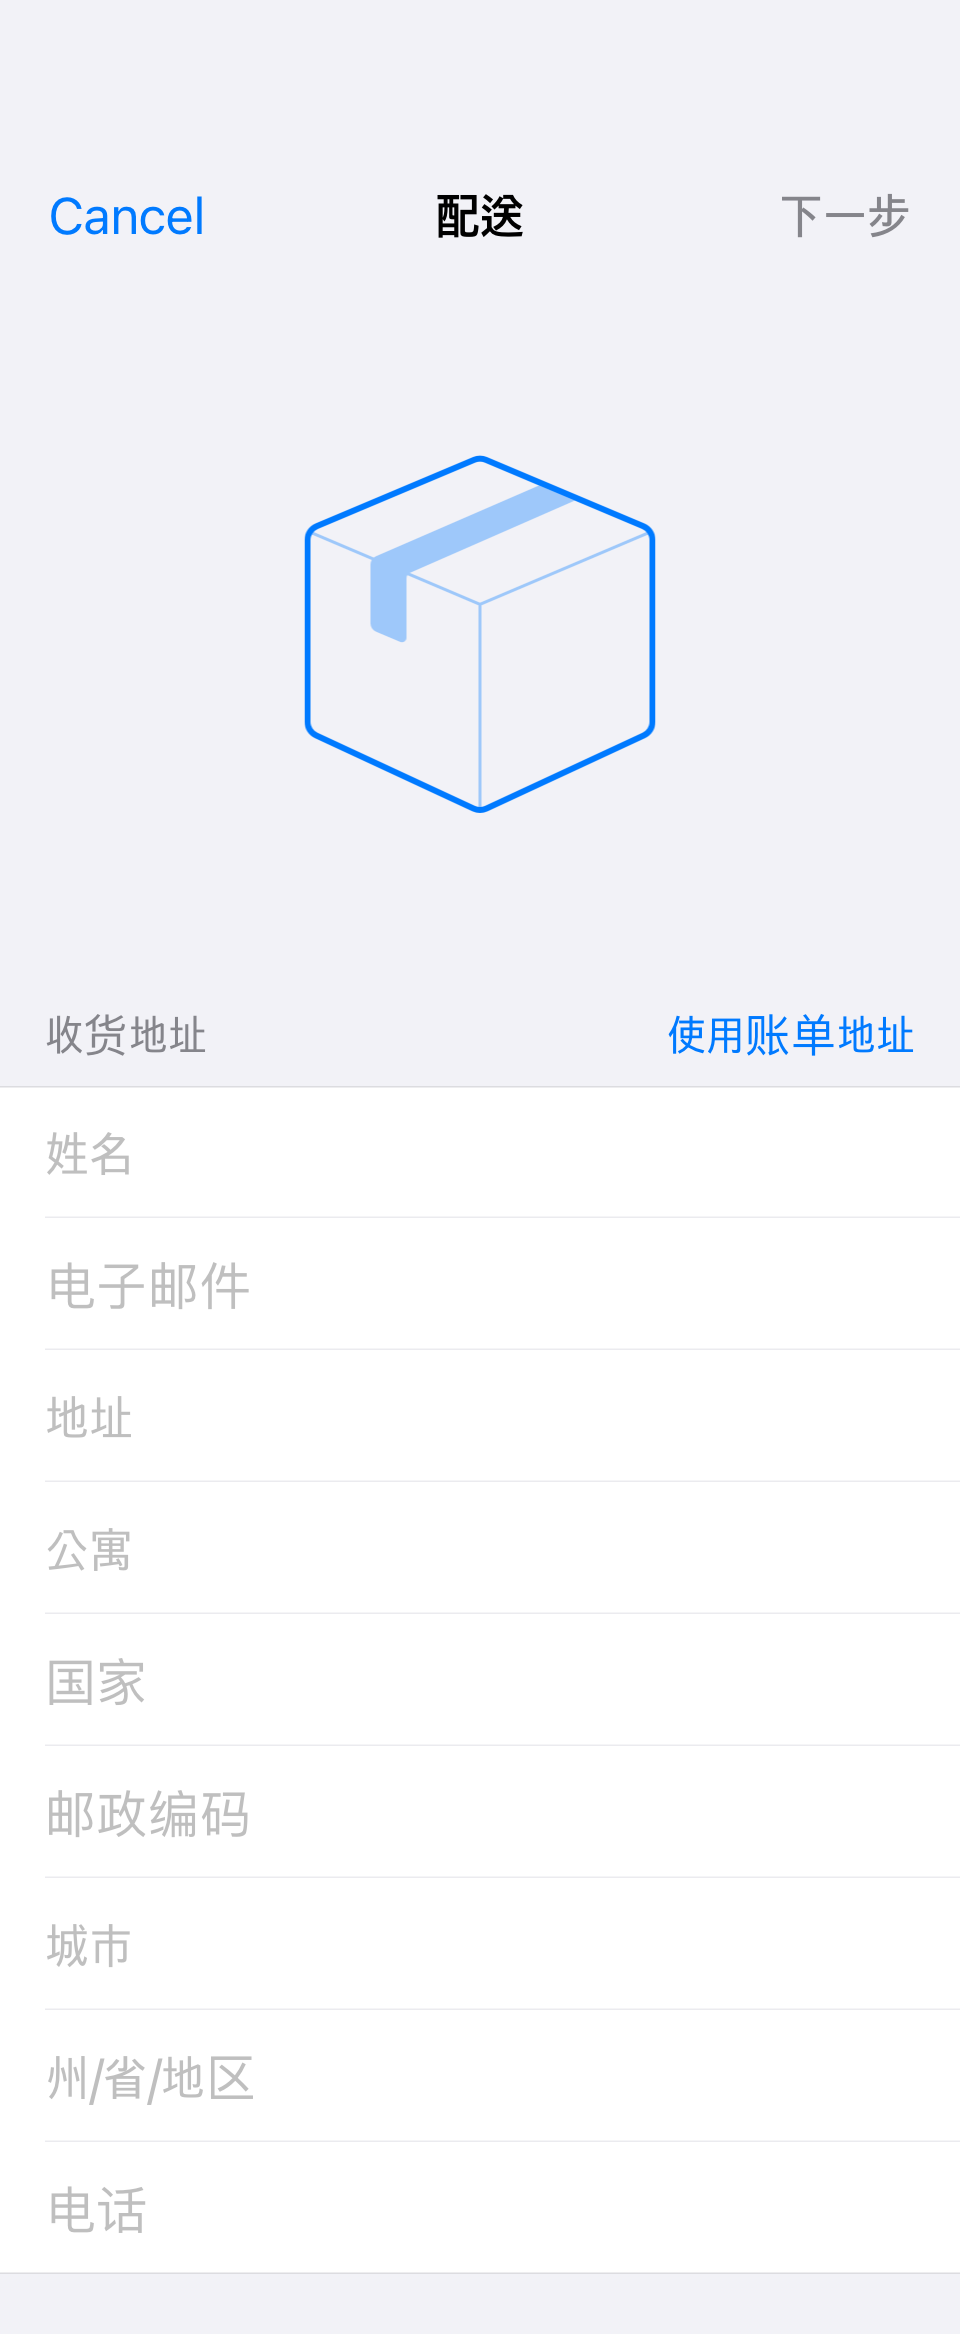 Cancel 配送 下一步
收货地址 使用账单地址
姓名
电子邮件
地址
公寓
国家
邮政编码
城市
州/省/地区
电话